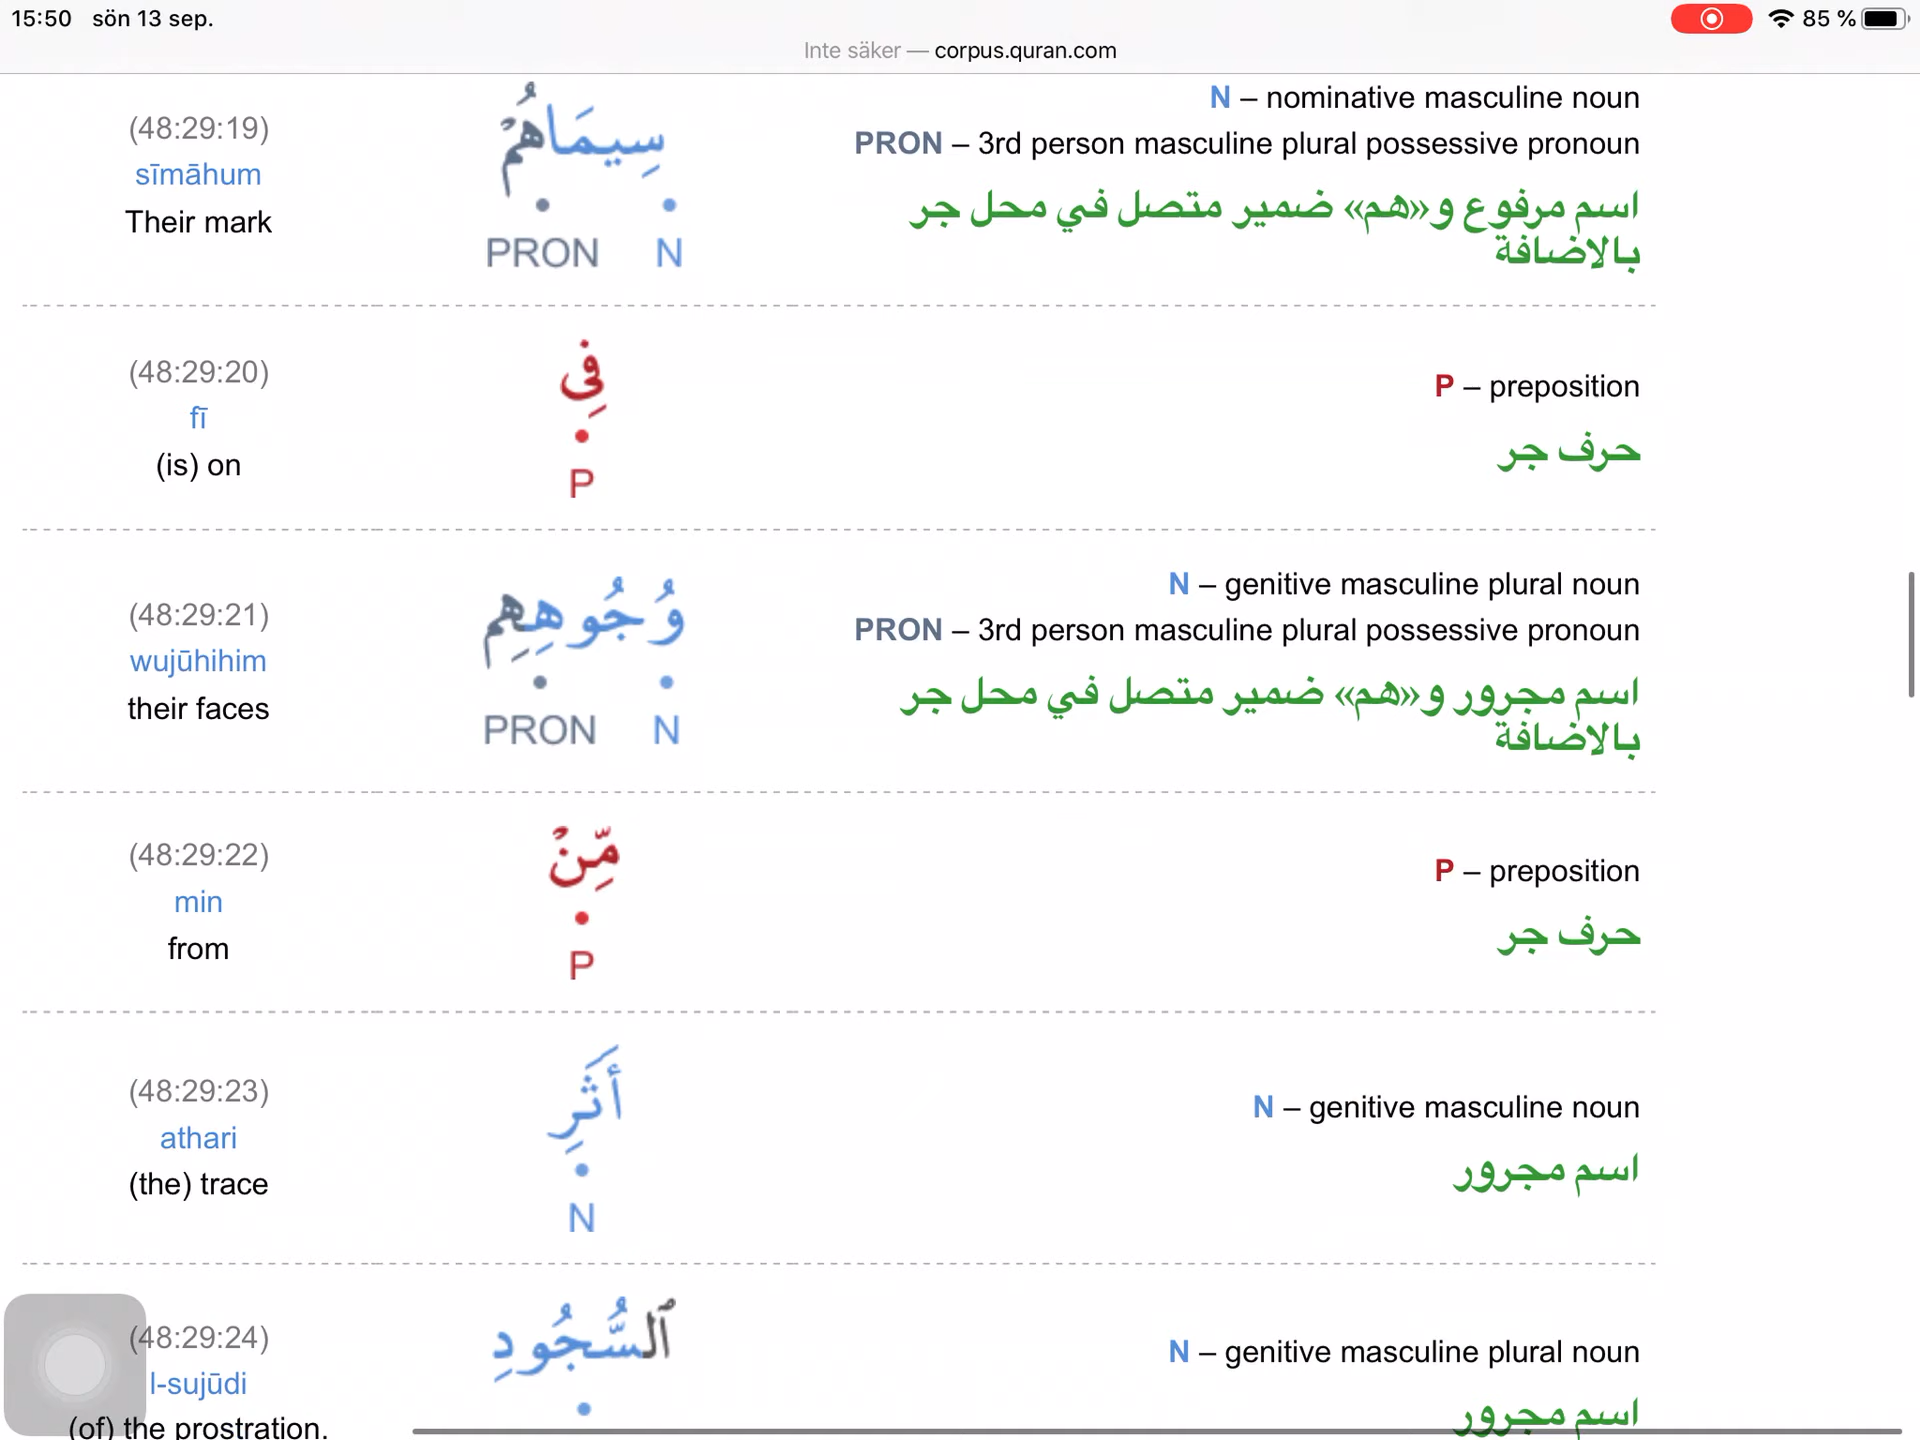 15:50 sön 13 sep.
85 %
Inte säker — corpus.quran.com
(48:29:19)
sīmāhum
Their mark
سِيمَاهُمْ
PRON N
N – nominative masculine noun
PRON – 3rd person masculine plural possessive pronoun
اسم مرفوع و«هم» ضمير متصل في محل جر
بالاضافة
(48:29:20)
fī
(is) on
فِى
P
P – preposition
حرف جر
(48:29:21)
wujūhihim
their faces
وُجُوهِهِم
PRON N
N – genitive masculine plural noun
PRON – 3rd person masculine plural possessive pronoun
اسم مجرور و«هم» ضمير متصل في محل جر
بالاضافة
(48:29:22)
min
from
مِّنْ
P
P – preposition
حرف جر
(48:29:23)
athari
(the) trace
أَثَرِ
N
N – genitive masculine noun
اسم مجرور
(48:29:24)
l-sujūdi
(of) the prostration.
ٱلسُّجُودِ
N – genitive masculine plural noun
اسم مجرور